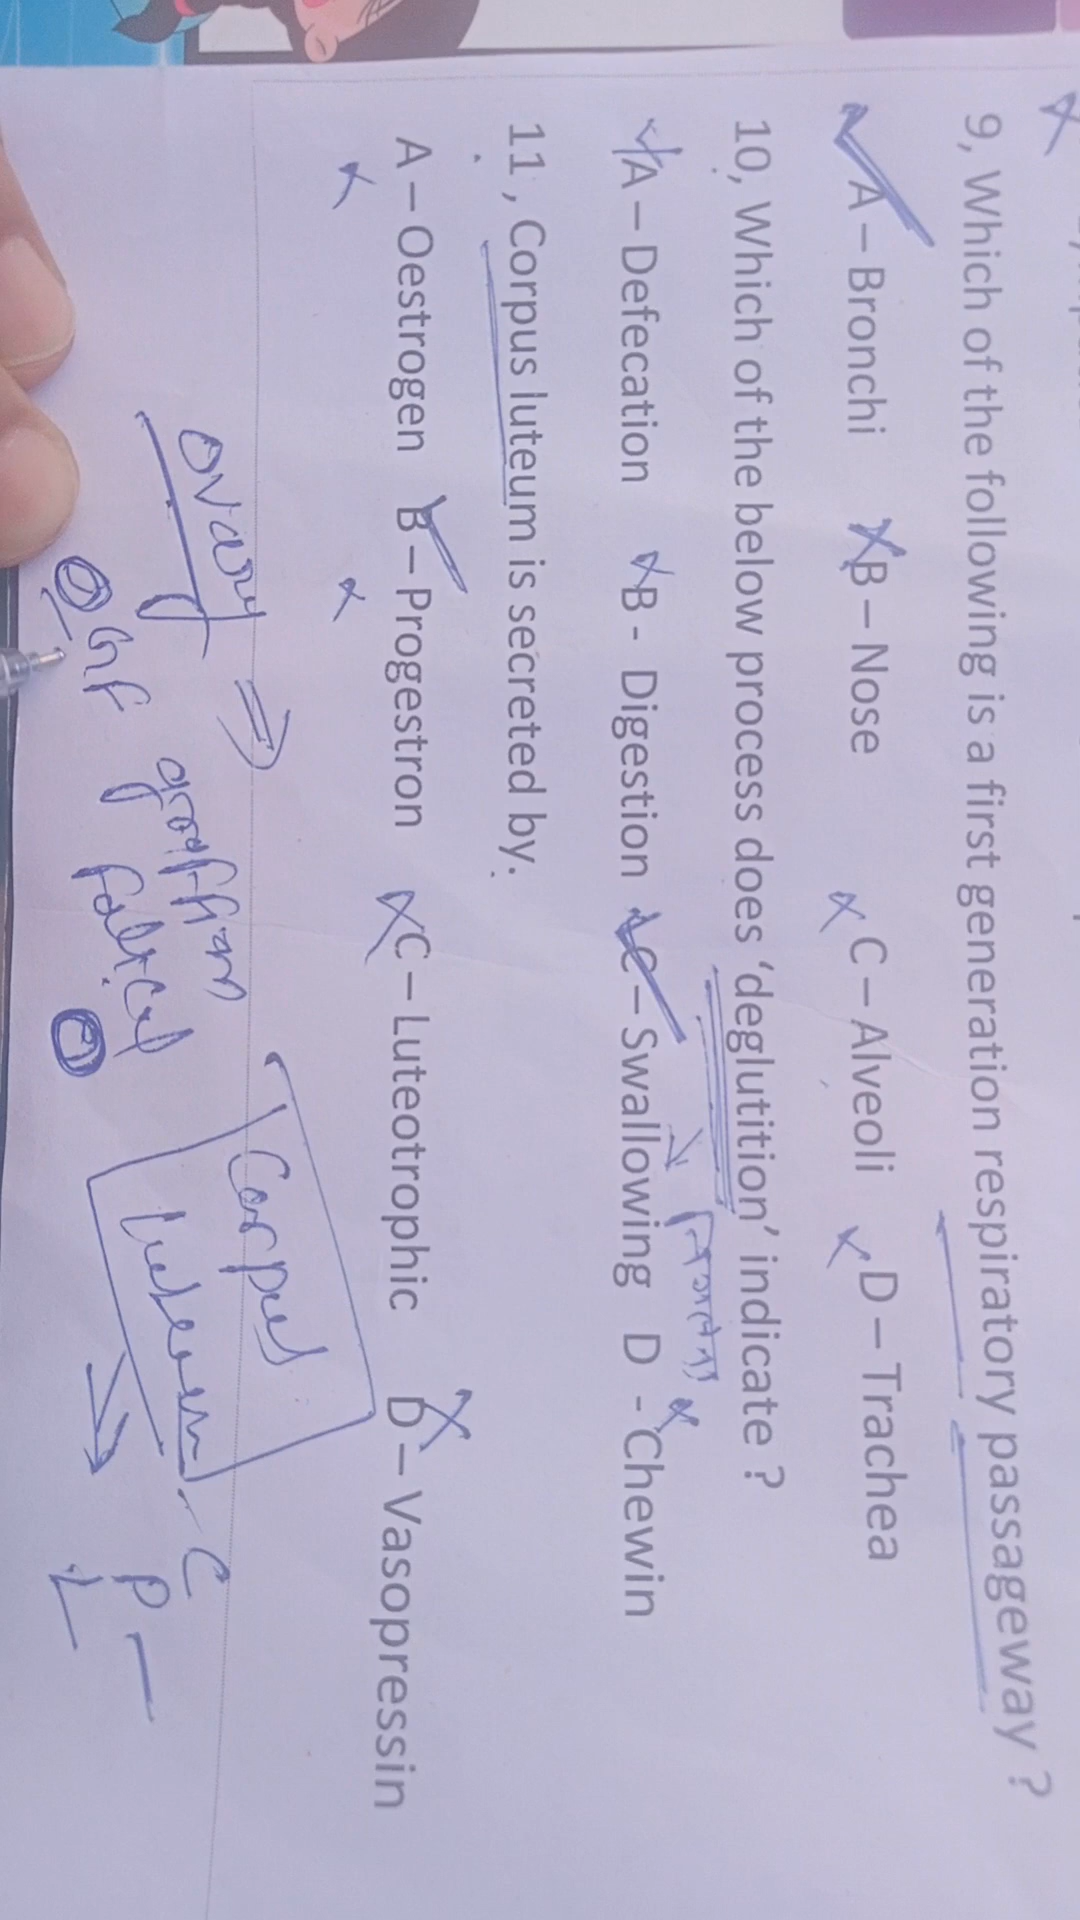 9, Which of the following is a first generation respiratory passageway ?
A – Bronchi B – Nose C – Alveoli D – Trachea
10, Which of the below process does ‘deglutition’ indicate ?
A – Defecation B - Digestion C – Swallowing D - Chewin
11 , Corpus luteum is secreted by.
A – Oestrogen B – Progestron C – Luteotrophic D – Vasopressin
ovary
Corpus
luteum
C
P
L